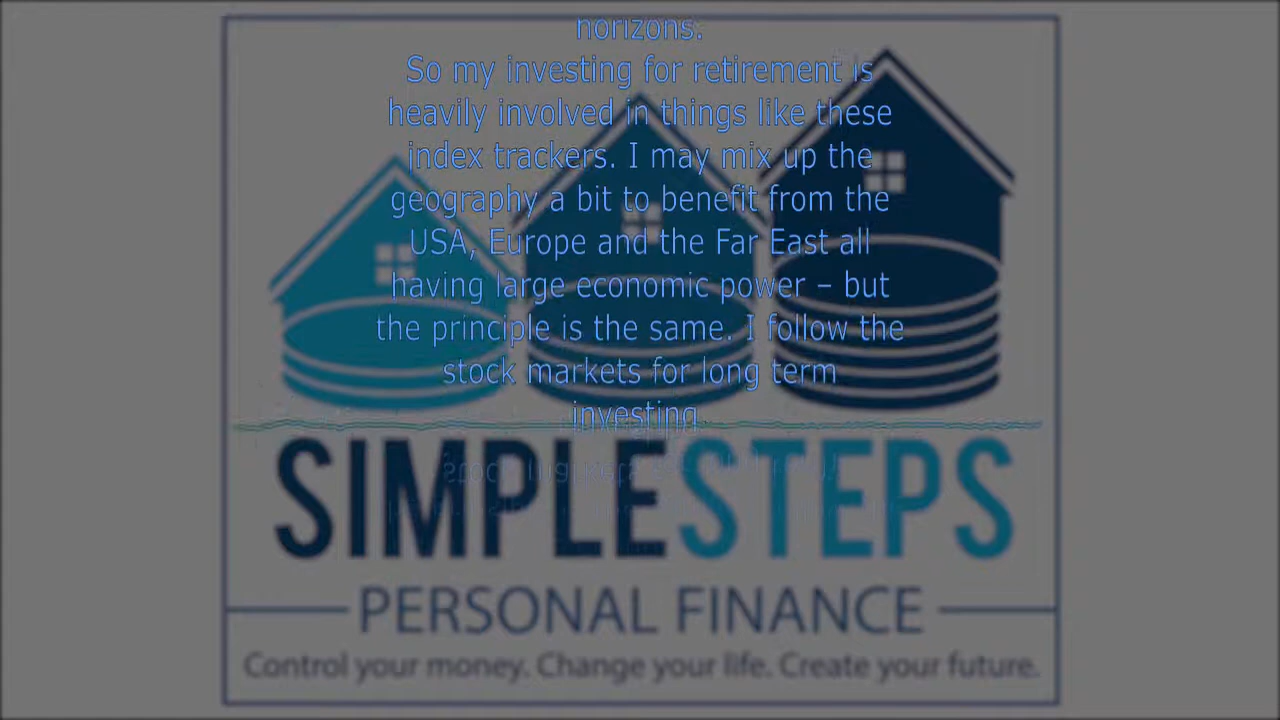 horizons.
So my investing for retirement is
heavily involved in things like these
index trackers. I may mix up the
geography a bit to benefit from the
USA, Europe and the Far East all
having large economic power – but
the principle is the same. I follow the
stock markets for long term
investing
SIMPLESTEPS
PERSONAL FINANCE
Control your money. Change your life. Create your future.